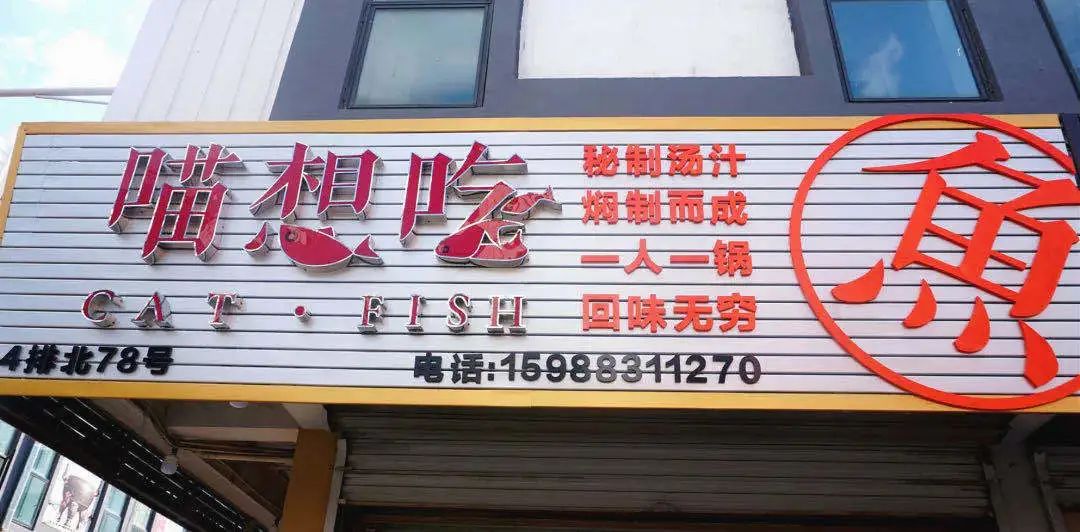 喵想吃
CAT·FISH
秘制汤汁
焖制而成
一人一锅
回味无穷
鱼
4排北78号
电话:15988311270